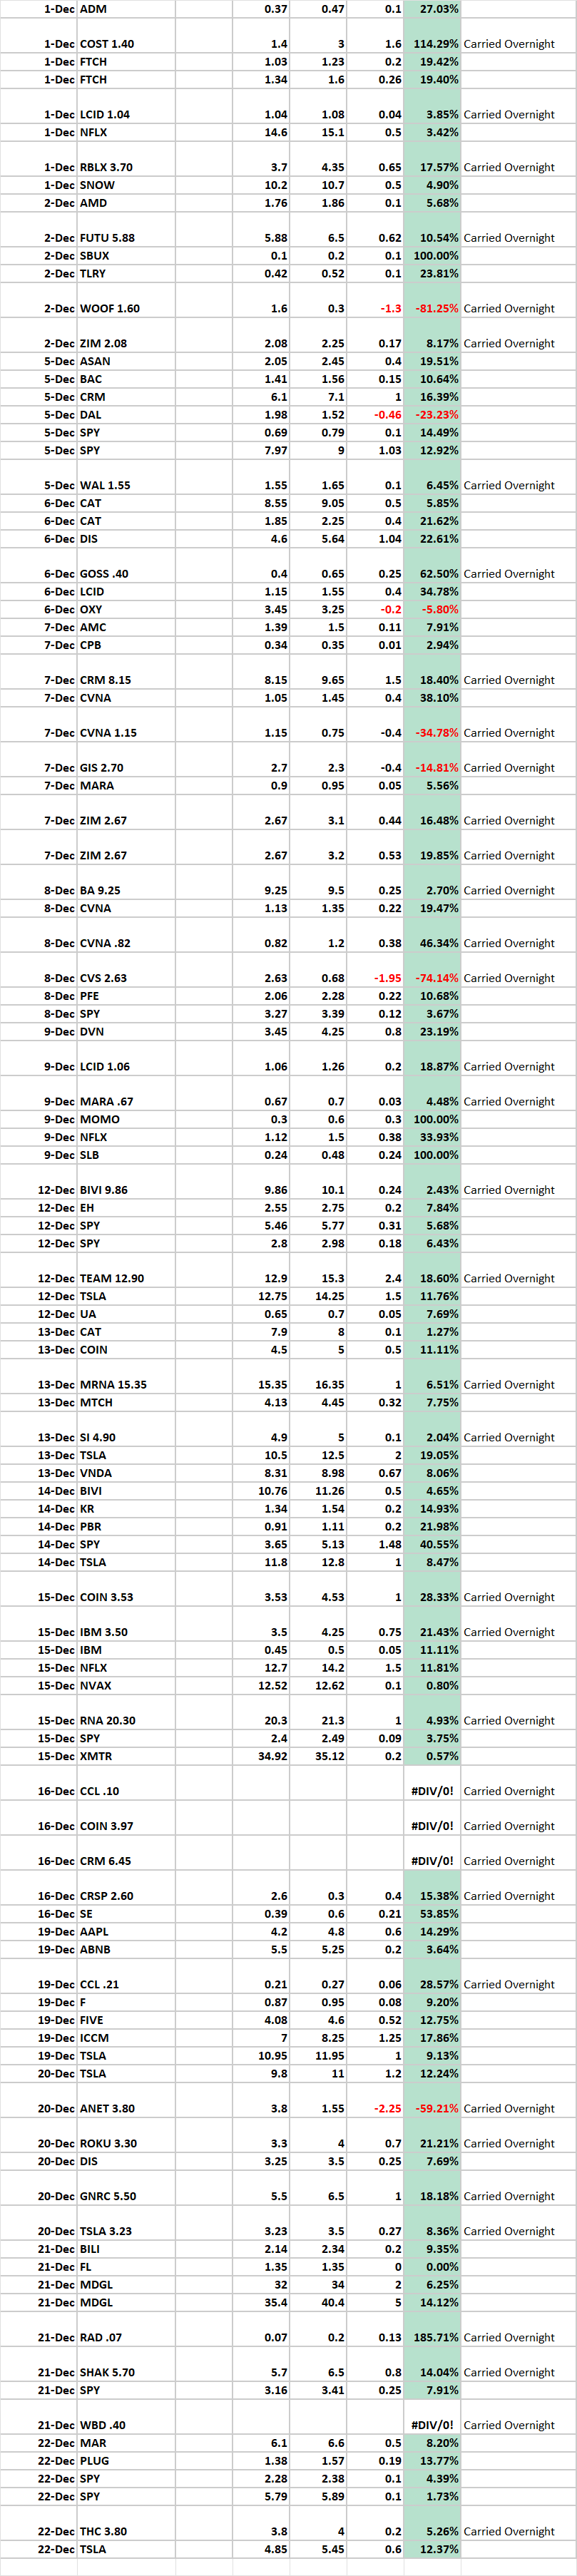 1-Dec ADM 0.37 0.47 0.1 27.03%
1-Dec COST 1.40 1.4 3 1.6 114.29% Carried Overnight
1-Dec FTCH 1.03 1.23 0.2 19.42%
1-Dec FTCH 1.34 1.6 0.26 19.40%
1-Dec LCID 1.04 1.04 1.08 0.04 3.85% Carried Overnight
1-Dec NFLX 14.6 15.1 0.5 3.42%
1-Dec RBLX 3.70 3.7 4.35 0.65 17.57% Carried Overnight
1-Dec SNOW 10.2 10.7 0.5 4.90%
2-Dec AMD 1.76 1.86 0.1 5.68%
2-Dec FUTU 5.88 5.88 6.5 0.62 10.54% Carried Overnight
2-Dec SBUX 0.1 0.2 0.1 100.00%
2-Dec TLRY 0.42 0.52 0.1 23.81%
2-Dec WOOF 1.60 1.6 0.3 -1.3 -81.25% Carried Overnight
2-Dec ZIM 2.08 2.08 2.25 0.17 8.17% Carried Overnight
5-Dec ASAN 2.05 2.45 0.4 19.51%
5-Dec BAC 1.41 1.56 0.15 10.64%
5-Dec CRM 6.1 7.1 1 16.39%
5-Dec DAL 1.98 1.52 -0.46 -23.23%
5-Dec SPY 0.69 0.79 0.1 14.49%
5-Dec SPY 7.97 9 1.03 12.92%
5-Dec WAL 1.55 1.55 1.65 0.1 6.45% Carried Overnight
6-Dec CAT 8.55 9.05 0.5 5.85%
6-Dec CAT 1.85 2.25 0.4 21.62%
6-Dec DIS 4.6 5.64 1.04 22.61%
6-Dec GOSS .40 0.4 0.65 0.25 62.50% Carried Overnight
6-Dec LCID 1.15 1.55 0.4 34.78%
6-Dec OXY 3.45 3.25 -0.2 -5.80%
7-Dec AMC 1.39 1.5 0.11 7.91%
7-Dec CPB 0.34 0.35 0.01 2.94%
7-Dec CRM 8.15 8.15 9.65 1.5 18.40% Carried Overnight
7-Dec CVNA 1.05 1.45 0.4 38.10%
7-Dec CVNA 1.15 1.15 0.75 -0.4 -34.78% Carried Overnight
7-Dec GIS 2.70 2.7 2.3 -0.4 -14.81% Carried Overnight
7-Dec MARA 0.9 0.95 0.05 5.56%
7-Dec ZIM 2.67 2.67 3.1 0.44 16.48% Carried Overnight
7-Dec ZIM 2.67 2.67 3.2 0.53 19.85% Carried Overnight
8-Dec BA 9.25 9.25 9.5 0.25 2.70% Carried Overnight
8-Dec CVNA 1.13 1.35 0.22 19.47%
8-Dec CVNA .82 0.82 1.2 0.38 46.34% Carried Overnight
8-Dec CVS 2.63 2.63 0.68 -1.95 -74.14% Carried Overnight
8-Dec PFE 2.06 2.28 0.22 10.68%
8-Dec SPY 3.27 3.39 0.12 3.67%
9-Dec DVN 3.45 4.25 0.8 23.19%
9-Dec LCID 1.06 1.06 1.26 0.2 18.87% Carried Overnight
9-Dec MARA .67 0.67 0.7 0.03 4.48% Carried Overnight
9-Dec MOMO 0.3 0.6 0.3 100.00%
9-Dec NFLX 1.12 1.5 0.38 33.93%
9-Dec SLB 0.24 0.48 0.24 100.00%
12-Dec BIVI 9.86 9.86 10.1 0.24 2.43% Carried Overnight
12-Dec EH 2.55 2.75 0.2 7.84%
12-Dec SPY 5.46 5.77 0.31 5.68%
12-Dec SPY 2.8 2.98 0.18 6.43%
12-Dec TEAM 12.90 12.9 15.3 2.4 18.60% Carried Overnight
12-Dec TSLA 12.75 14.25 1.5 11.76%
12-Dec UA 0.65 0.7 0.05 7.69%
13-Dec CAT 7.9 8 0.1 1.27%
13-Dec COIN 4.5 5 0.5 11.11%
13-Dec MRNA 15.35 15.35 16.35 1 6.51% Carried Overnight
13-Dec MTCH 4.13 4.45 0.32 7.75%
13-Dec SI 4.90 4.9 5 0.1 2.04% Carried Overnight
13-Dec TSLA 10.5 12.5 2 19.05%
13-Dec VNDA 8.31 8.98 0.67 8.06%
14-Dec BIVI 10.76 11.26 0.5 4.65%
14-Dec KR 1.34 1.54 0.2 14.93%
14-Dec PBR 0.91 1.11 0.2 21.98%
14-Dec SPY 3.65 5.13 1.48 40.55%
14-Dec TSLA 11.8 12.8 1 8.47%
15-Dec COIN 3.53 3.53 4.53 1 28.33% Carried Overnight
15-Dec IBM 3.50 3.5 4.25 0.75 21.43% Carried Overnight
15-Dec IBM 0.45 0.5 0.05 11.11%
15-Dec NFLX 12.7 14.2 1.5 11.81%
15-Dec NVAX 12.52 12.62 0.1 0.80%
15-Dec RNA 20.30 20.3 21.3 1 4.93% Carried Overnight
15-Dec SPY 2.4 2.49 0.09 3.75%
15-Dec XMTR 34.92 35.12 0.2 0.57%
16-Dec CCL .10 #DIV/0! Carried Overnight
16-Dec COIN 3.97 #DIV/0! Carried Overnight
16-Dec CRM 6.45 #DIV/0! Carried Overnight
16-Dec CRSP 2.60 2.6 0.3 0.4 15.38% Carried Overnight
16-Dec SE 0.39 0.6 0.21 53.85%
19-Dec AAPL 4.2 4.8 0.6 14.29%
19-Dec ABNB 5.5 5.25 0.2 3.64%
19-Dec CCL .21 0.21 0.27 0.06 28.57% Carried Overnight
19-Dec F 0.87 0.95 0.08 9.20%
19-Dec FIVE 4.08 4.6 0.52 12.75%
19-Dec ICCM 7 8.25 1.25 17.86%
19-Dec TSLA 10.95 11.95 1 9.13%
20-Dec TSLA 9.8 11 1.2 12.24%
20-Dec ANET 3.80 3.8 1.55 -2.25 -59.21% Carried Overnight
20-Dec ROKU 3.30 3.3 4 0.7 21.21% Carried Overnight
20-Dec DIS 3.25 3.5 0.25 7.69%
20-Dec GNRC 5.50 5.5 6.5 1 18.18% Carried Overnight
20-Dec TSLA 3.23 3.23 3.5 0.27 8.36% Carried Overnight
21-Dec BILI 2.14 2.34 0.2 9.35%
21-Dec FL 1.35 1.35 0 0.00%
21-Dec MDGL 32 34 2 6.25%
21-Dec MDGL 35.4 40.4 5 14.12%
21-Dec RAD .07 0.07 0.2 0.13 185.71% Carried Overnight
21-Dec SHAK 5.70 5.7 6.5 0.8 14.04% Carried Overnight
21-Dec SPY 3.16 3.41 0.25 7.91%
21-Dec WBD .40 #DIV/0! Carried Overnight
22-Dec MAR 6.1 6.6 0.5 8.20%
22-Dec PLUG 1.38 1.57 0.19 13.77%
22-Dec SPY 2.28 2.38 0.1 4.39%
22-Dec SPY 5.79 5.89 0.1 1.73%
22-Dec THC 3.80 3.8 4 0.2 5.26% Carried Overnight
22-Dec TSLA 4.85 5.45 0.6 12.37%